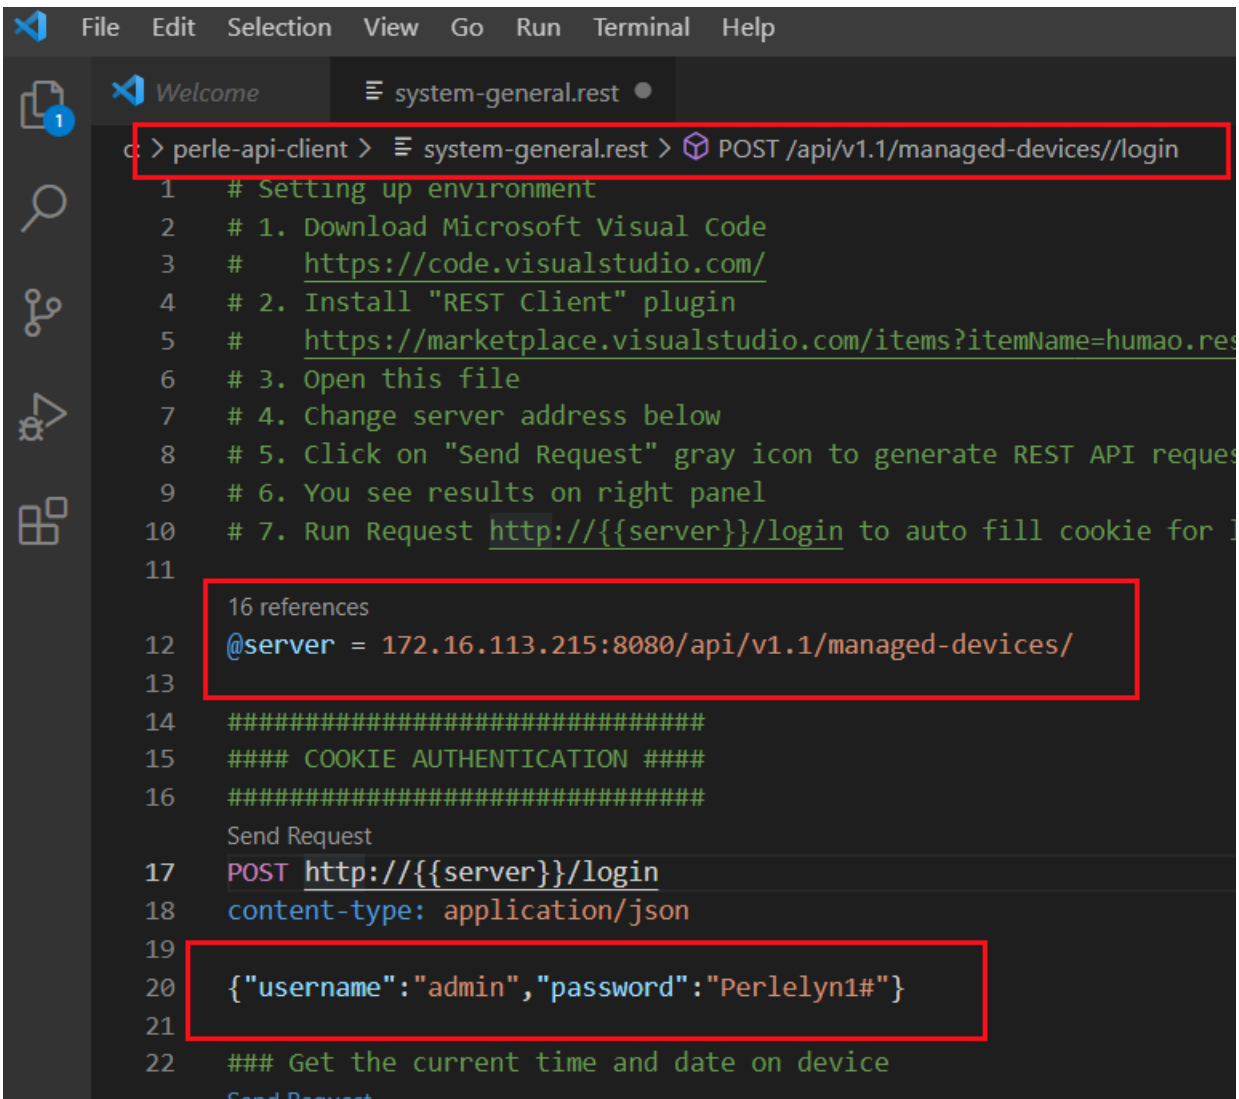 File Edit Selection View Go Run Terminal Help
1 Welcome system-general.rest
c: > perle-api-client > system-general.rest > POST /api/v1.1/managed-devices//login
1 # Setting up environment
2 # 1. Download Microsoft Visual Code
3 # https://code.visualstudio.com/
4 # 2. Install "REST Client" plugin
5 # https://marketplace.visualstudio.com/items?itemName=humao.res
6 # 3. Open this file
7 # 4. Change server address below
8 # 5. Click on "Send Request" gray icon to generate REST API reques
9 # 6. You see results on right panel
10 # 7. Run Request http://{{server}}/login to auto fill cookie for l
11
16 references
12 @server = 172.16.113.215:8080/api/v1.1/managed-devices/
13
14 ###############################
15 #### COOKIE AUTHENTICATION ####
16 ###############################
Send Request
17 POST http://{{server}}/login
18 content-type: application/json
19
20 {"username":"admin","password":"Perlelyn1#"}
21
22 ### Get the current time and date on device
Send Request